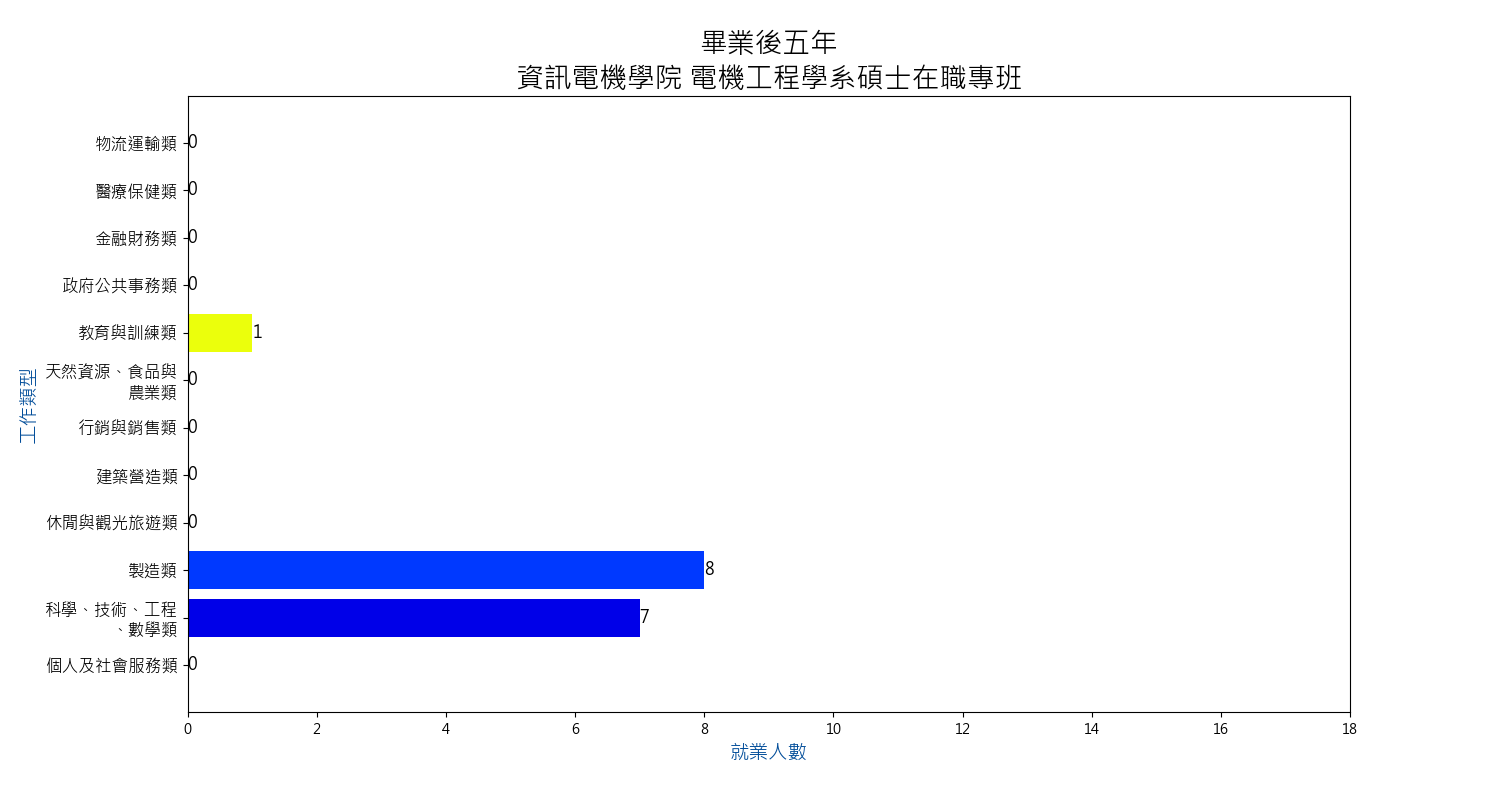 畢業後五年
資訊電機學院 電機工程學系碩士在職專班
工作類型
物流運輸類 0
醫療保健類 0
金融財務類 0
政府公共事務類 0
教育與訓練類 1
天然資源、食品與
農業類 0
行銷與銷售類 0
建築營造類 0
休閒與觀光旅遊類 0
製造類 8
科學、技術、工程
、數學類 7
個人及社會服務類 0
0 2 4 6 8 10 12 14 16 18
就業人數